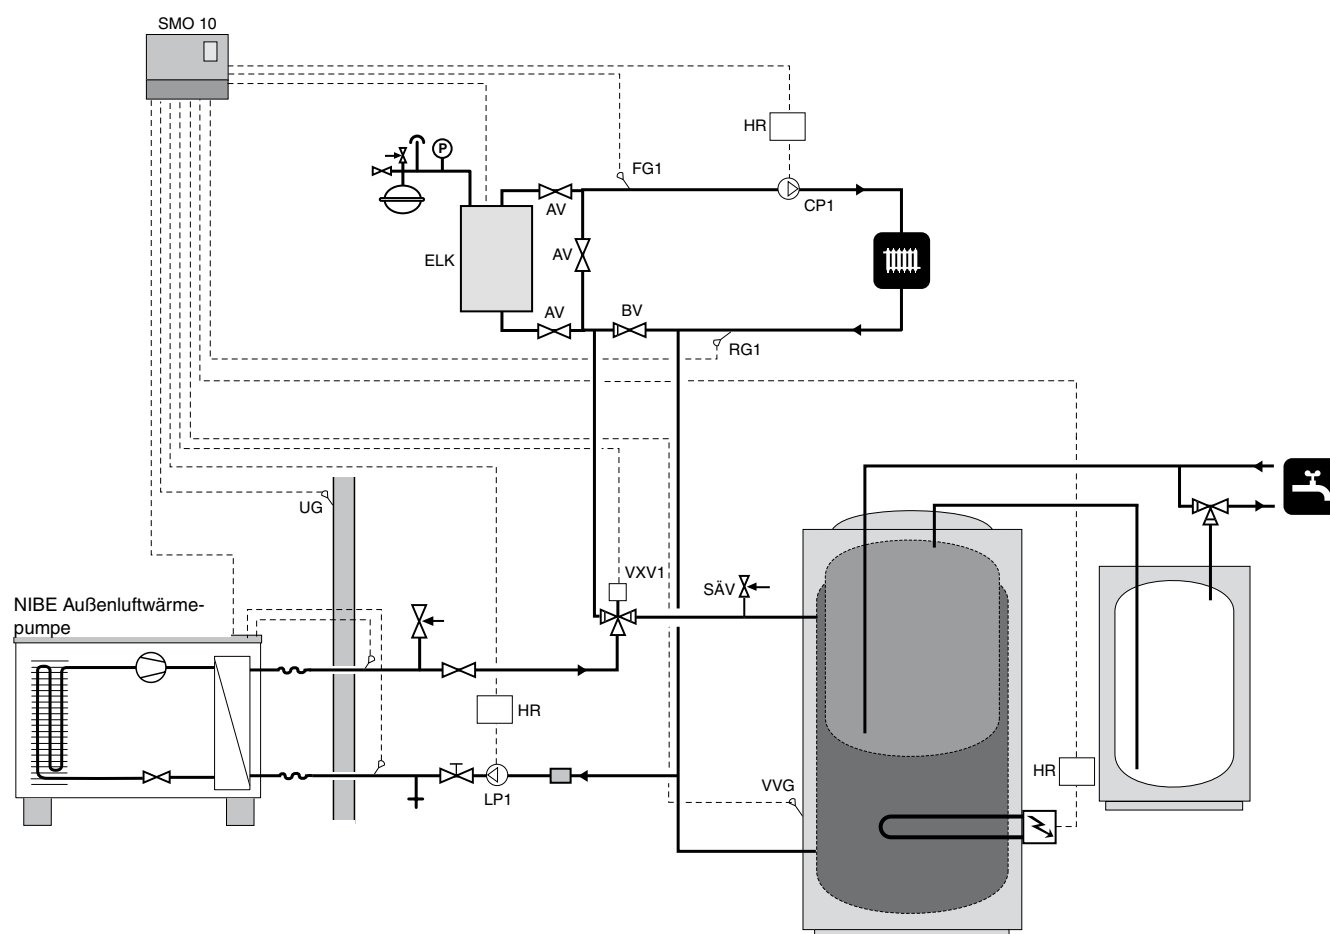 SMO 10
HR
P
FG1
CP1
AV
AV
ELK
AV
BV
RG1
UG
VXV1
SÄV
NIBE Außenluftwärme-
pumpe
HR
LP1
VVG
HR